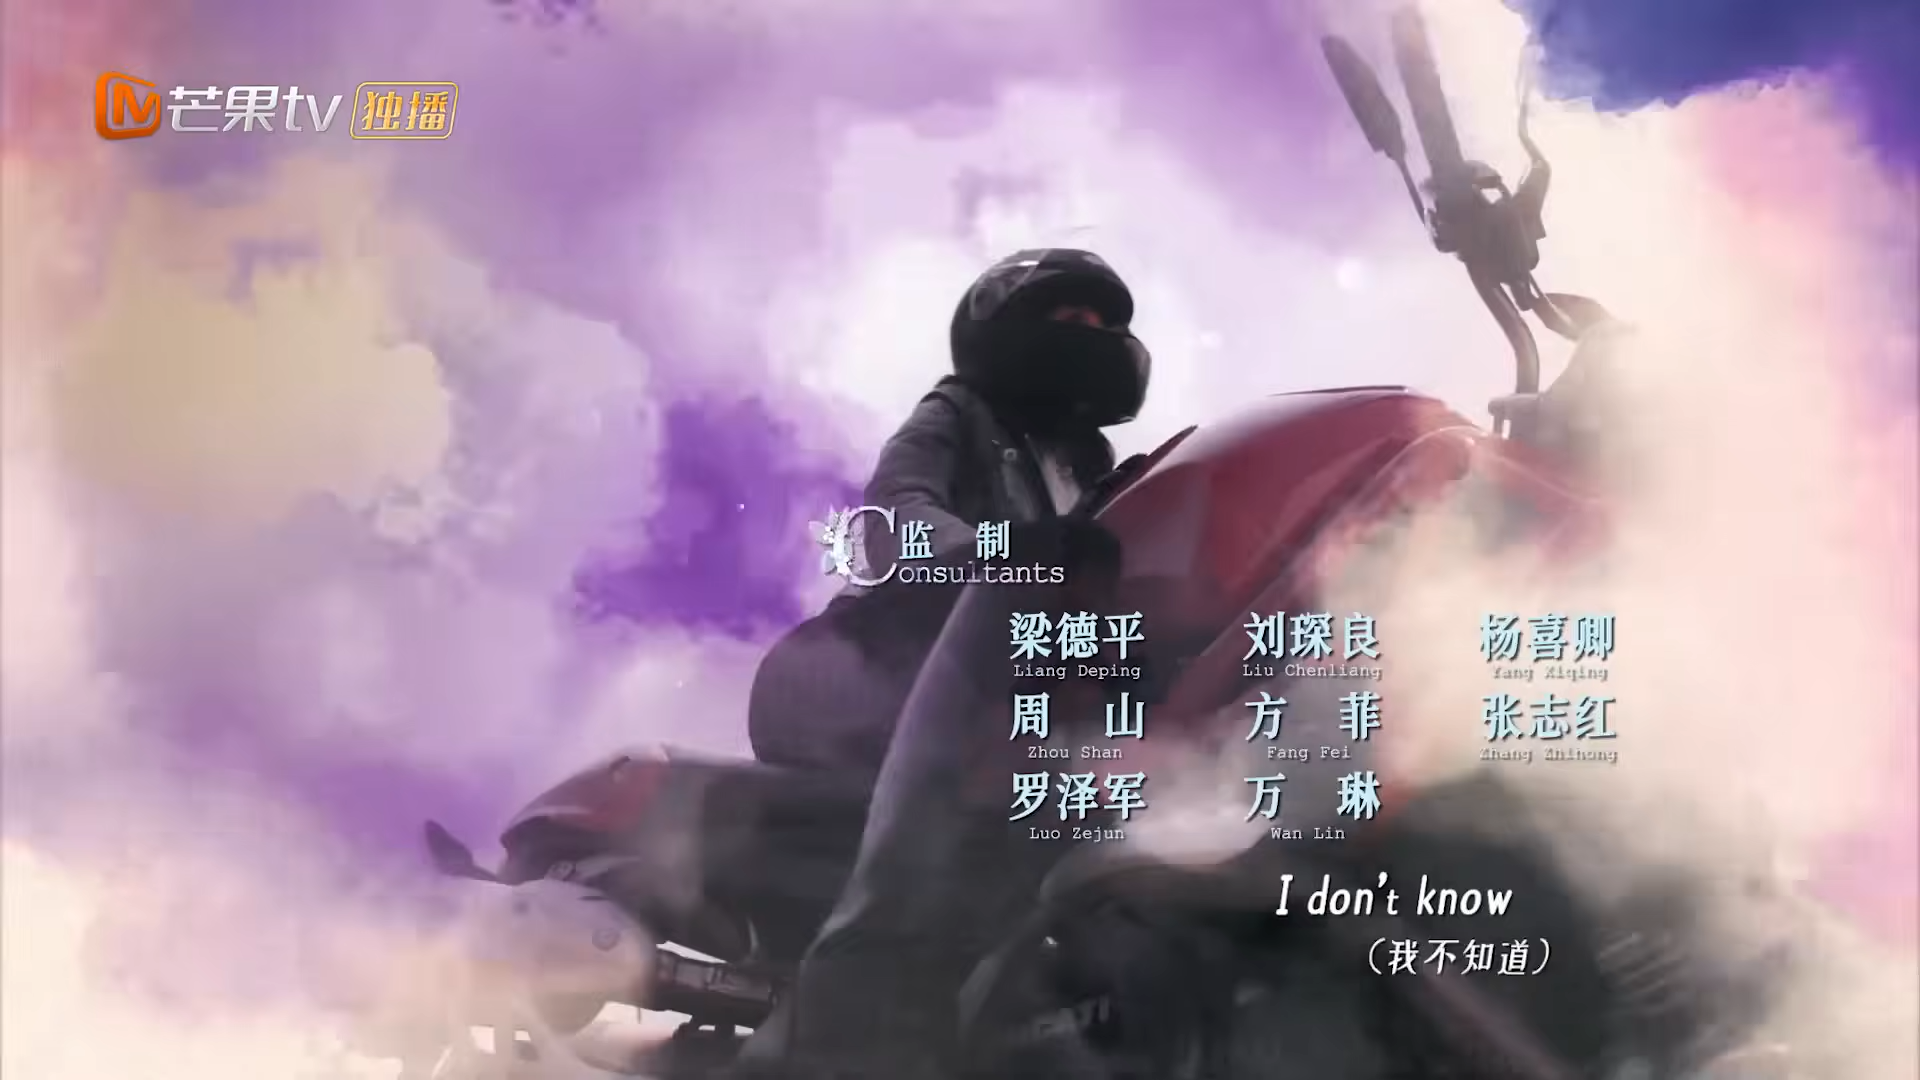 芒果tv 独播
监 制
Consultants
梁德平 刘琛良 杨喜卿
Liang Deping Liu Chenliang Yang Xiqing
周 山 方 菲 张志红
Zhou Shan Fang Fei Zhang Zhihong
罗泽军 万 琳
Luo Zejun Wan Lin
I don't know
（我不知道）